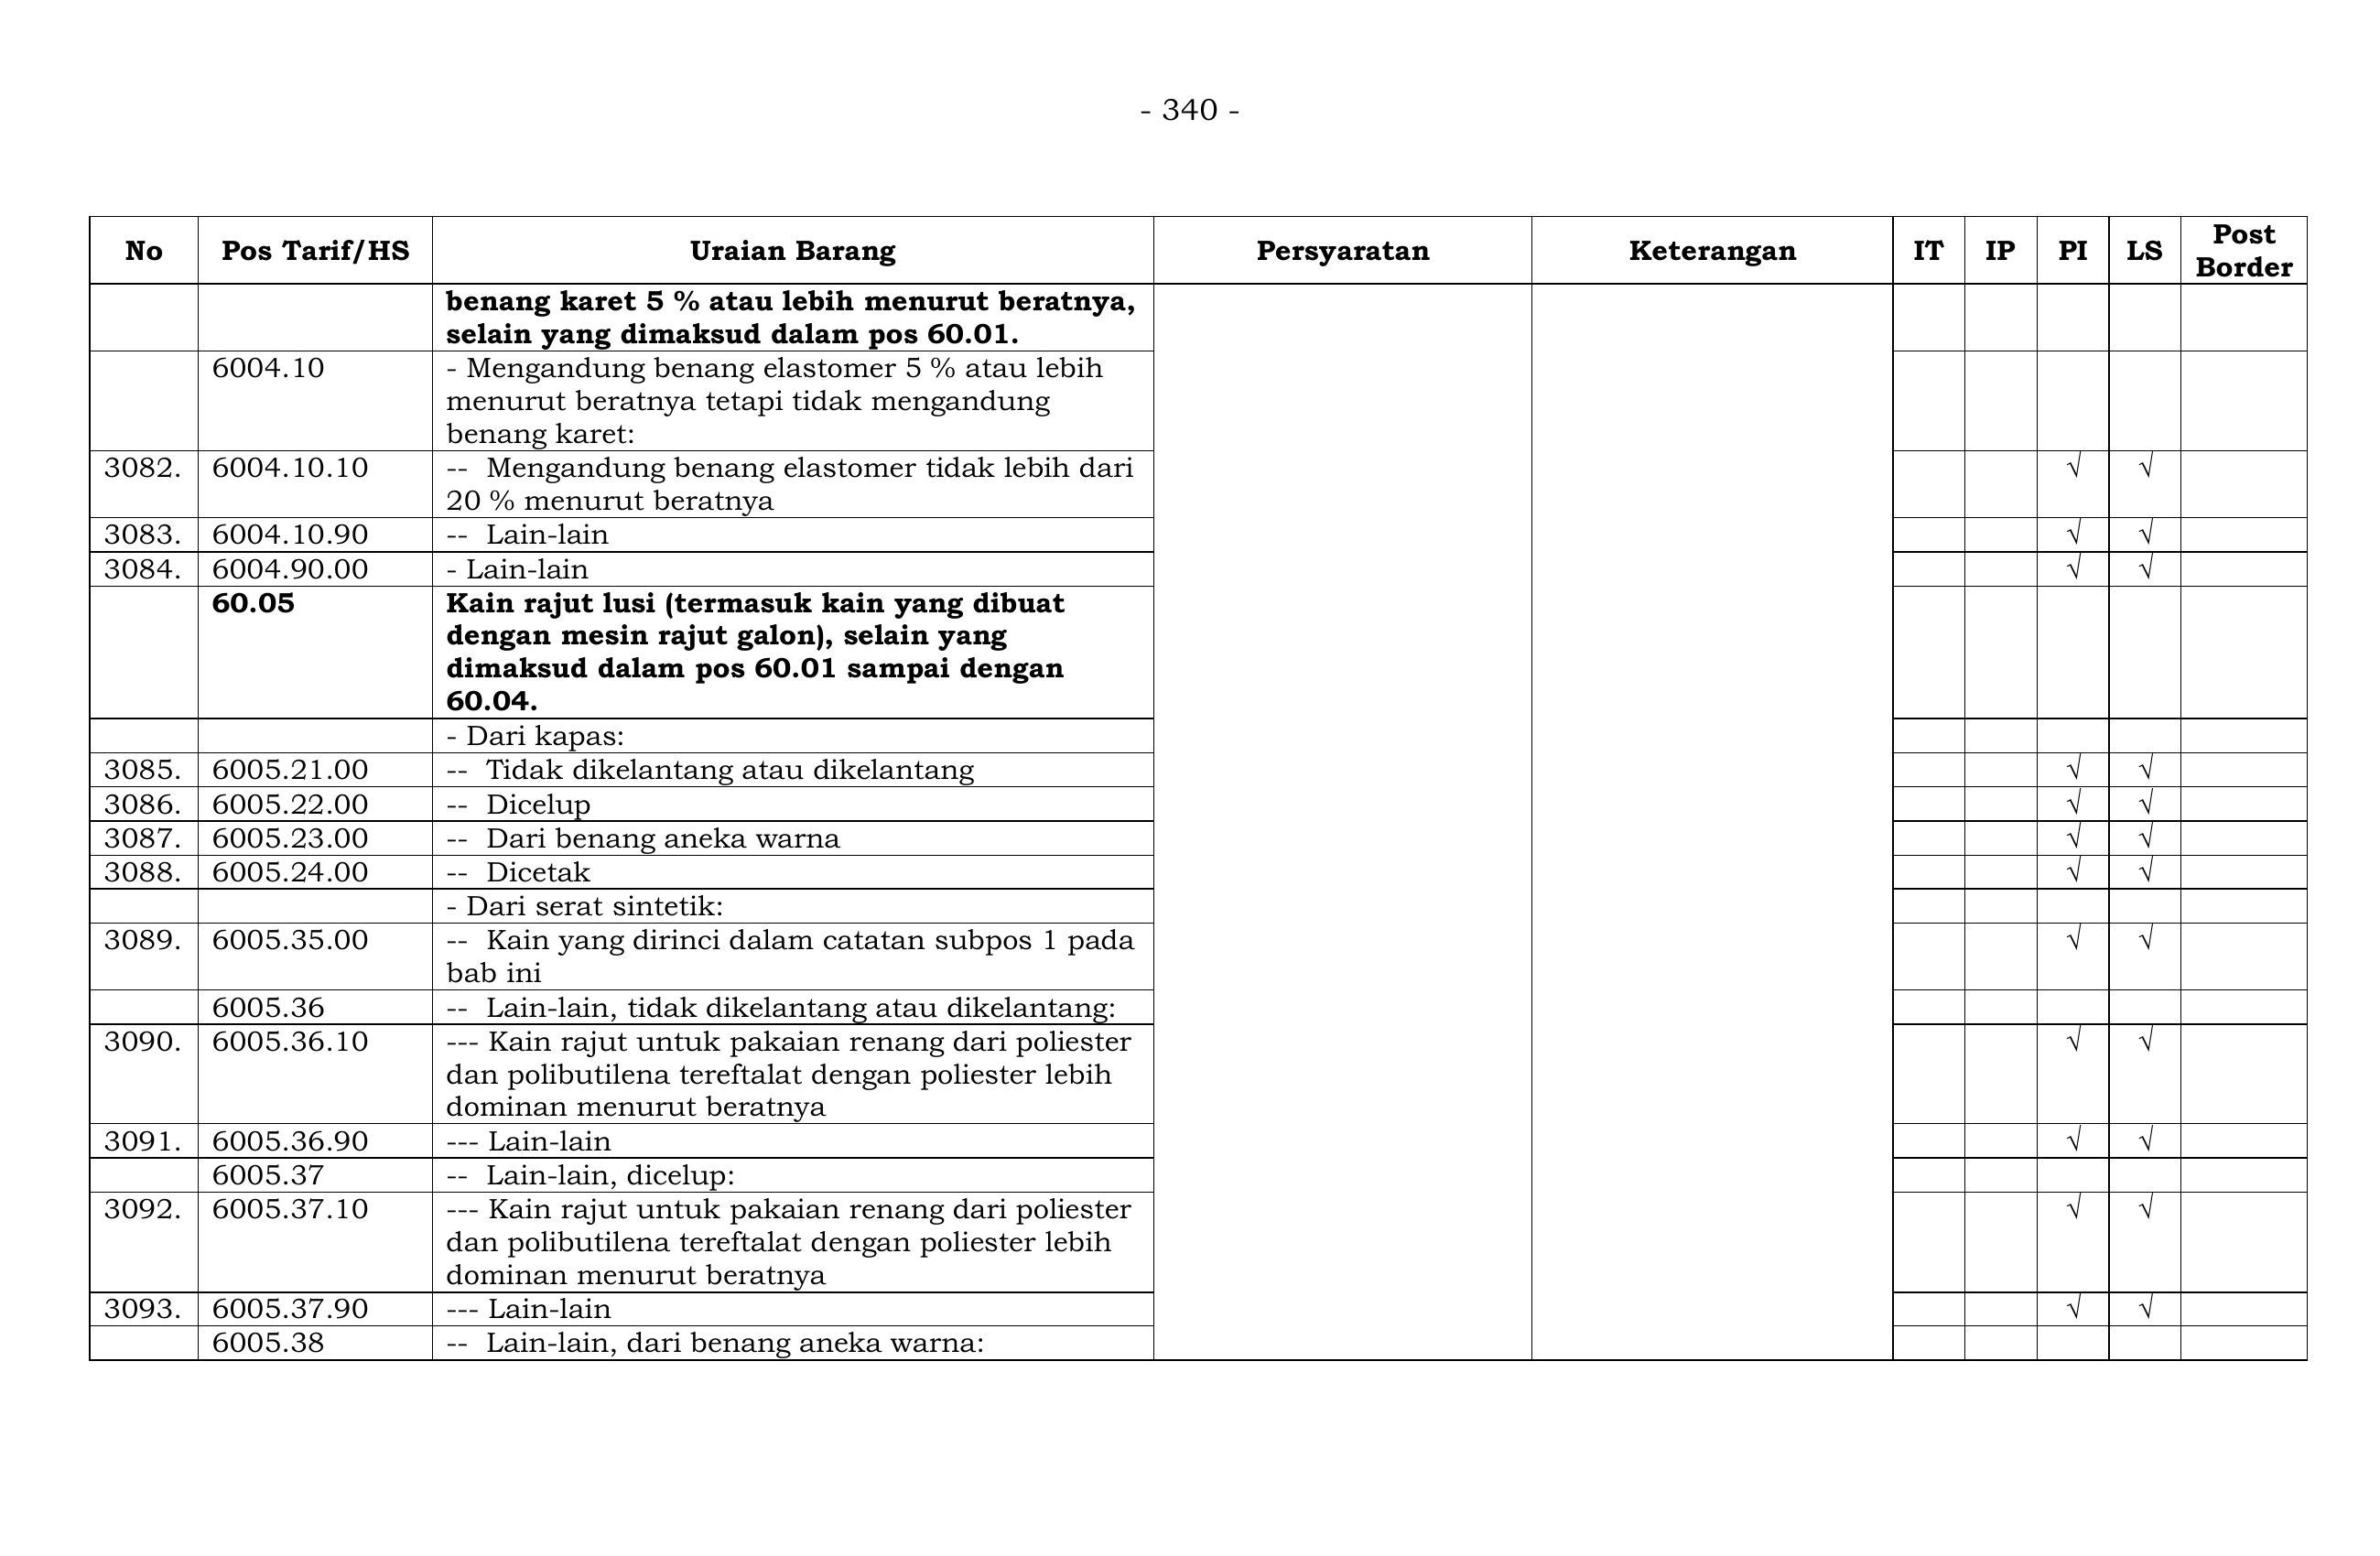 - 340 -
No Pos Tarif/HS Uraian Barang Persyaratan Keterangan IT IP PI LS Post Border
benang karet 5 % atau lebih menurut beratnya,
selain yang dimaksud dalam pos 60.01.
6004.10 - Mengandung benang elastomer 5 % atau lebih
menurut beratnya tetapi tidak mengandung
benang karet:
3082. 6004.10.10 -- Mengandung benang elastomer tidak lebih dari √ √
20 % menurut beratnya
3083. 6004.10.90 -- Lain-lain √ √
3084. 6004.90.00 - Lain-lain √ √
60.05 Kain rajut lusi (termasuk kain yang dibuat
dengan mesin rajut galon), selain yang
dimaksud dalam pos 60.01 sampai dengan
60.04.
- Dari kapas:
3085. 6005.21.00 -- Tidak dikelantang atau dikelantang √ √
3086. 6005.22.00 -- Dicelup √ √
3087. 6005.23.00 -- Dari benang aneka warna √ √
3088. 6005.24.00 -- Dicetak √ √
- Dari serat sintetik:
3089. 6005.35.00 -- Kain yang dirinci dalam catatan subpos 1 pada √ √
bab ini
6005.36 -- Lain-lain, tidak dikelantang atau dikelantang:
3090. 6005.36.10 --- Kain rajut untuk pakaian renang dari poliester √ √
dan polibutilena tereftalat dengan poliester lebih
dominan menurut beratnya
3091. 6005.36.90 --- Lain-lain √ √
6005.37 -- Lain-lain, dicelup:
3092. 6005.37.10 --- Kain rajut untuk pakaian renang dari poliester √ √
dan polibutilena tereftalat dengan poliester lebih
dominan menurut beratnya
3093. 6005.37.90 --- Lain-lain √ √
6005.38 -- Lain-lain, dari benang aneka warna: